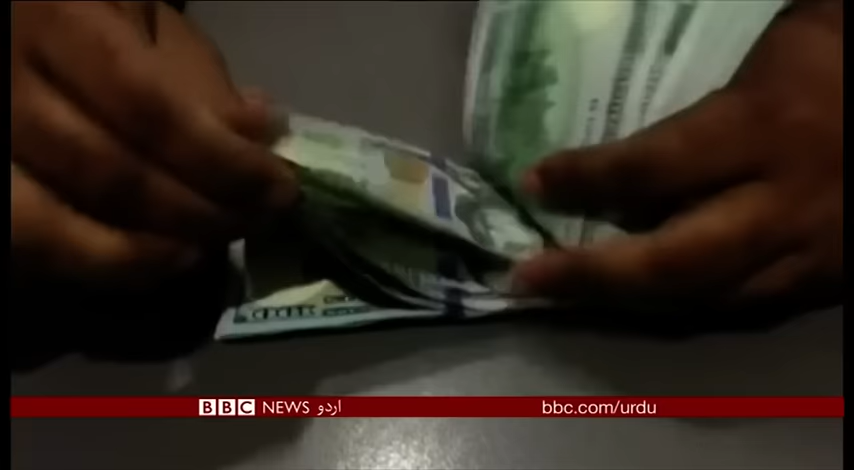 BBC NEWS اردو bbc.com/urdu